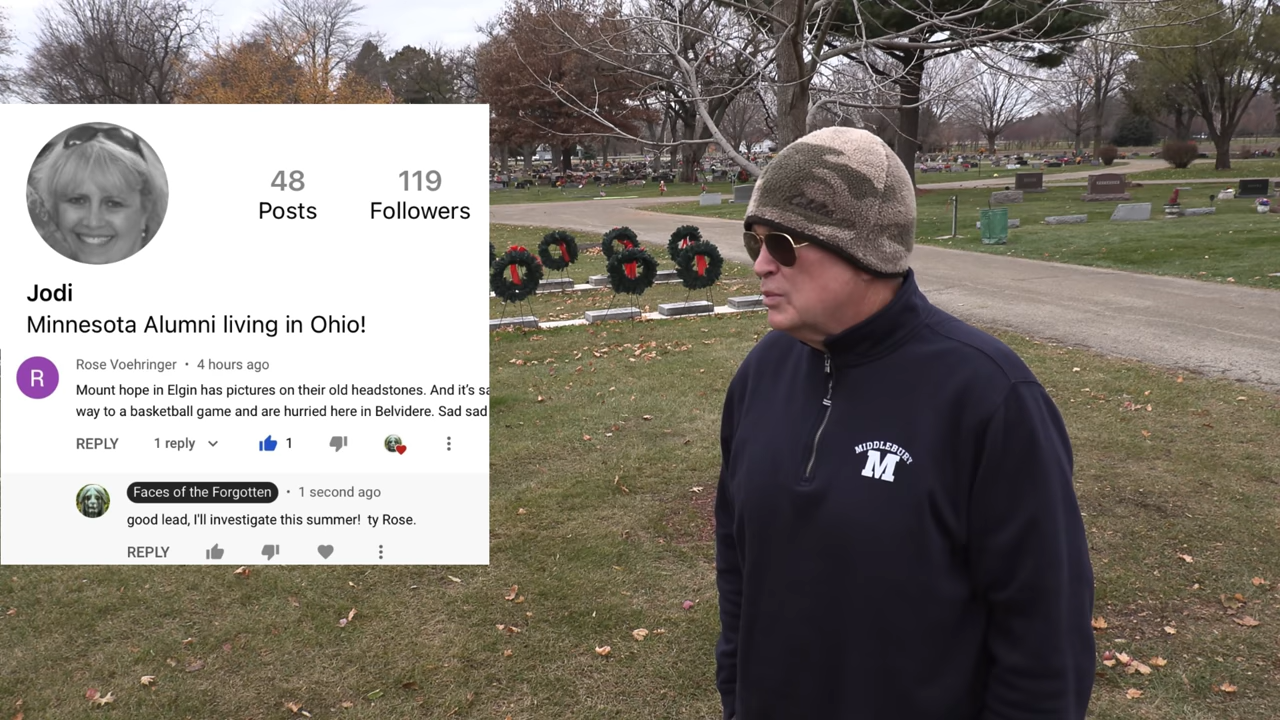 48
Posts
119
Followers
Jodi
Minnesota Alumni living in Ohio!
R
Rose Voehringer • 4 hours ago
Mount hope in Elgin has pictures on their old headstones. And it's sa
way to a basketball game and are hurried here in Belvidere. Sad sad
REPLY 1 reply 1
Faces of the Forgotten • 1 second ago
good lead, I'll investigate this summer! ty Rose.
REPLY
MIDDLEBURY
M